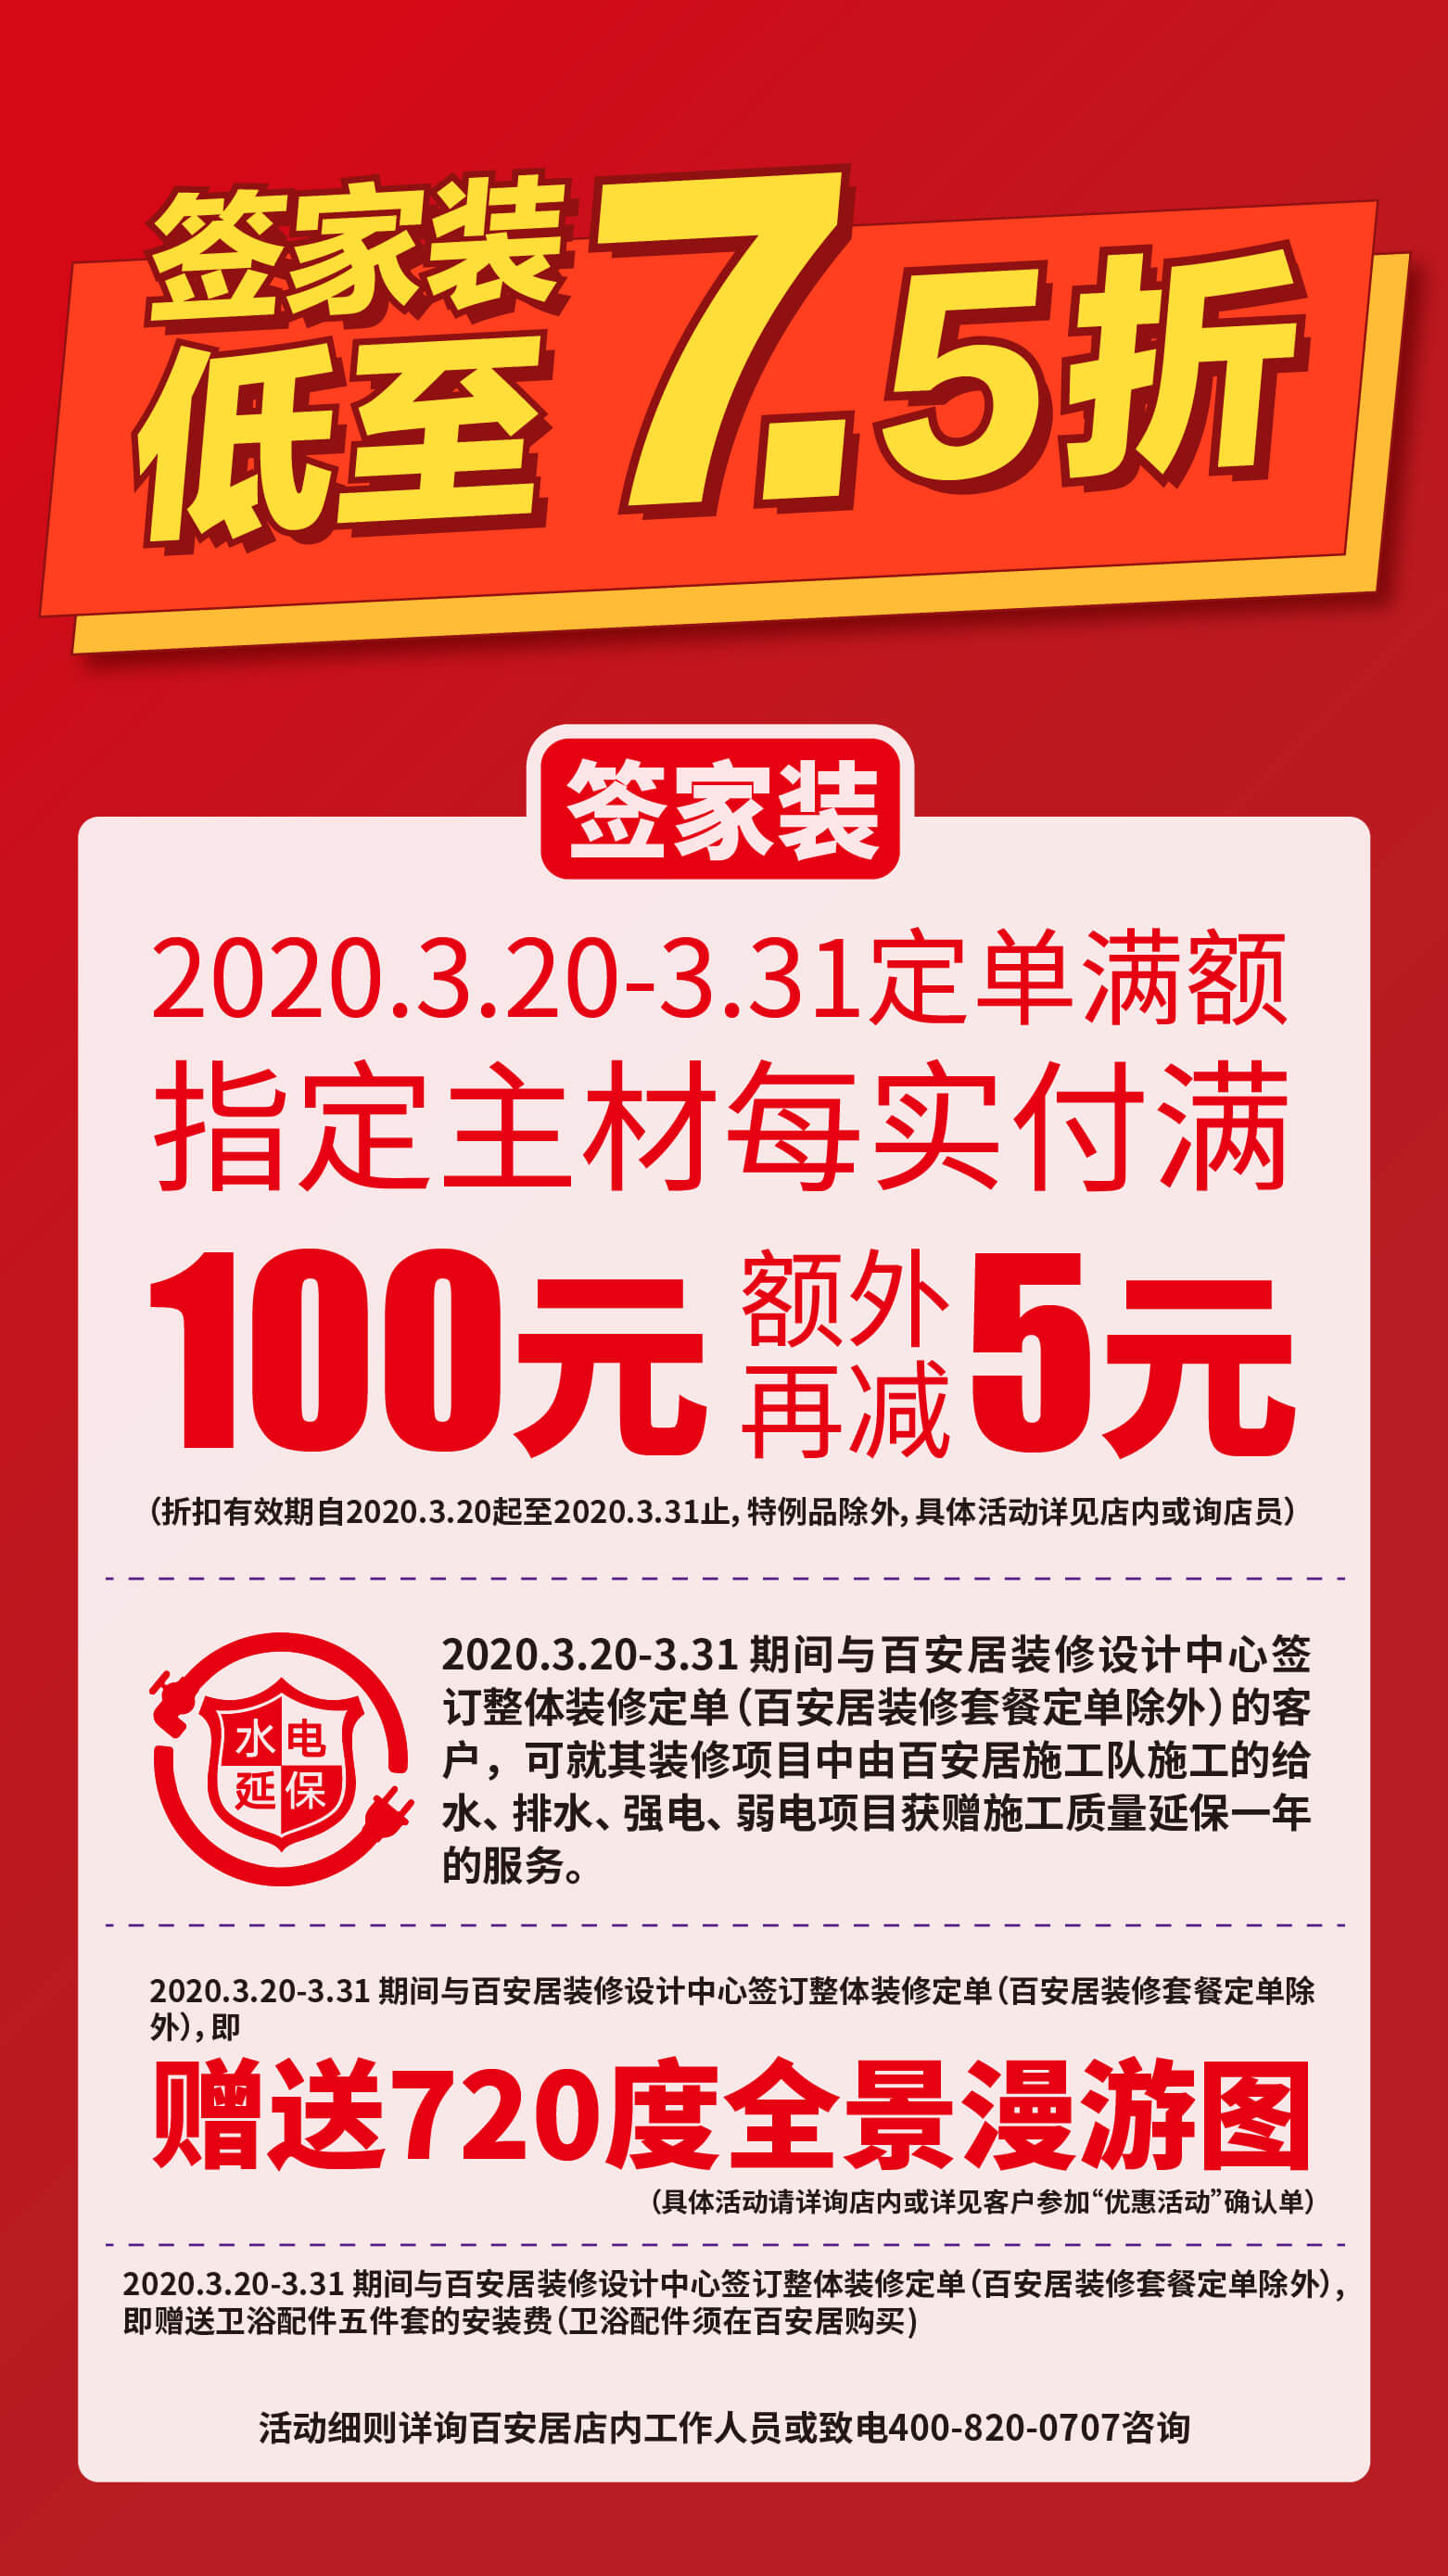 签家装
低至7.5折
签家装
2020.3.20-3.31定单满额
指定主材每实付满
100元 额外再减 5元
（折扣有效期自2020.3.20起至2020.3.31止，特例品除外，具体活动详见店内或询店员）
水电
延保
2020.3.20-3.31 期间与百安居装修设计中心签
订整体装修定单（百安居装修套餐定单除外）的客
户，可就其装修项目中由百安居施工队施工的给
水、排水、强电、弱电项目获赠施工质量延保一年
的服务。
2020.3.20-3.31 期间与百安居装修设计中心签订整体装修定单（百安居装修套餐定单除
外），即
赠送720度全景漫游图
（具体活动请详询店内或详见客户参加“优惠活动”确认单）
2020.3.20-3.31 期间与百安居装修设计中心签订整体装修定单（百安居装修套餐定单除外），
即赠送卫浴配件五件套的安装费（卫浴配件须在百安居购买)
活动细则详询百安居店内工作人员或致电400-820-0707咨询